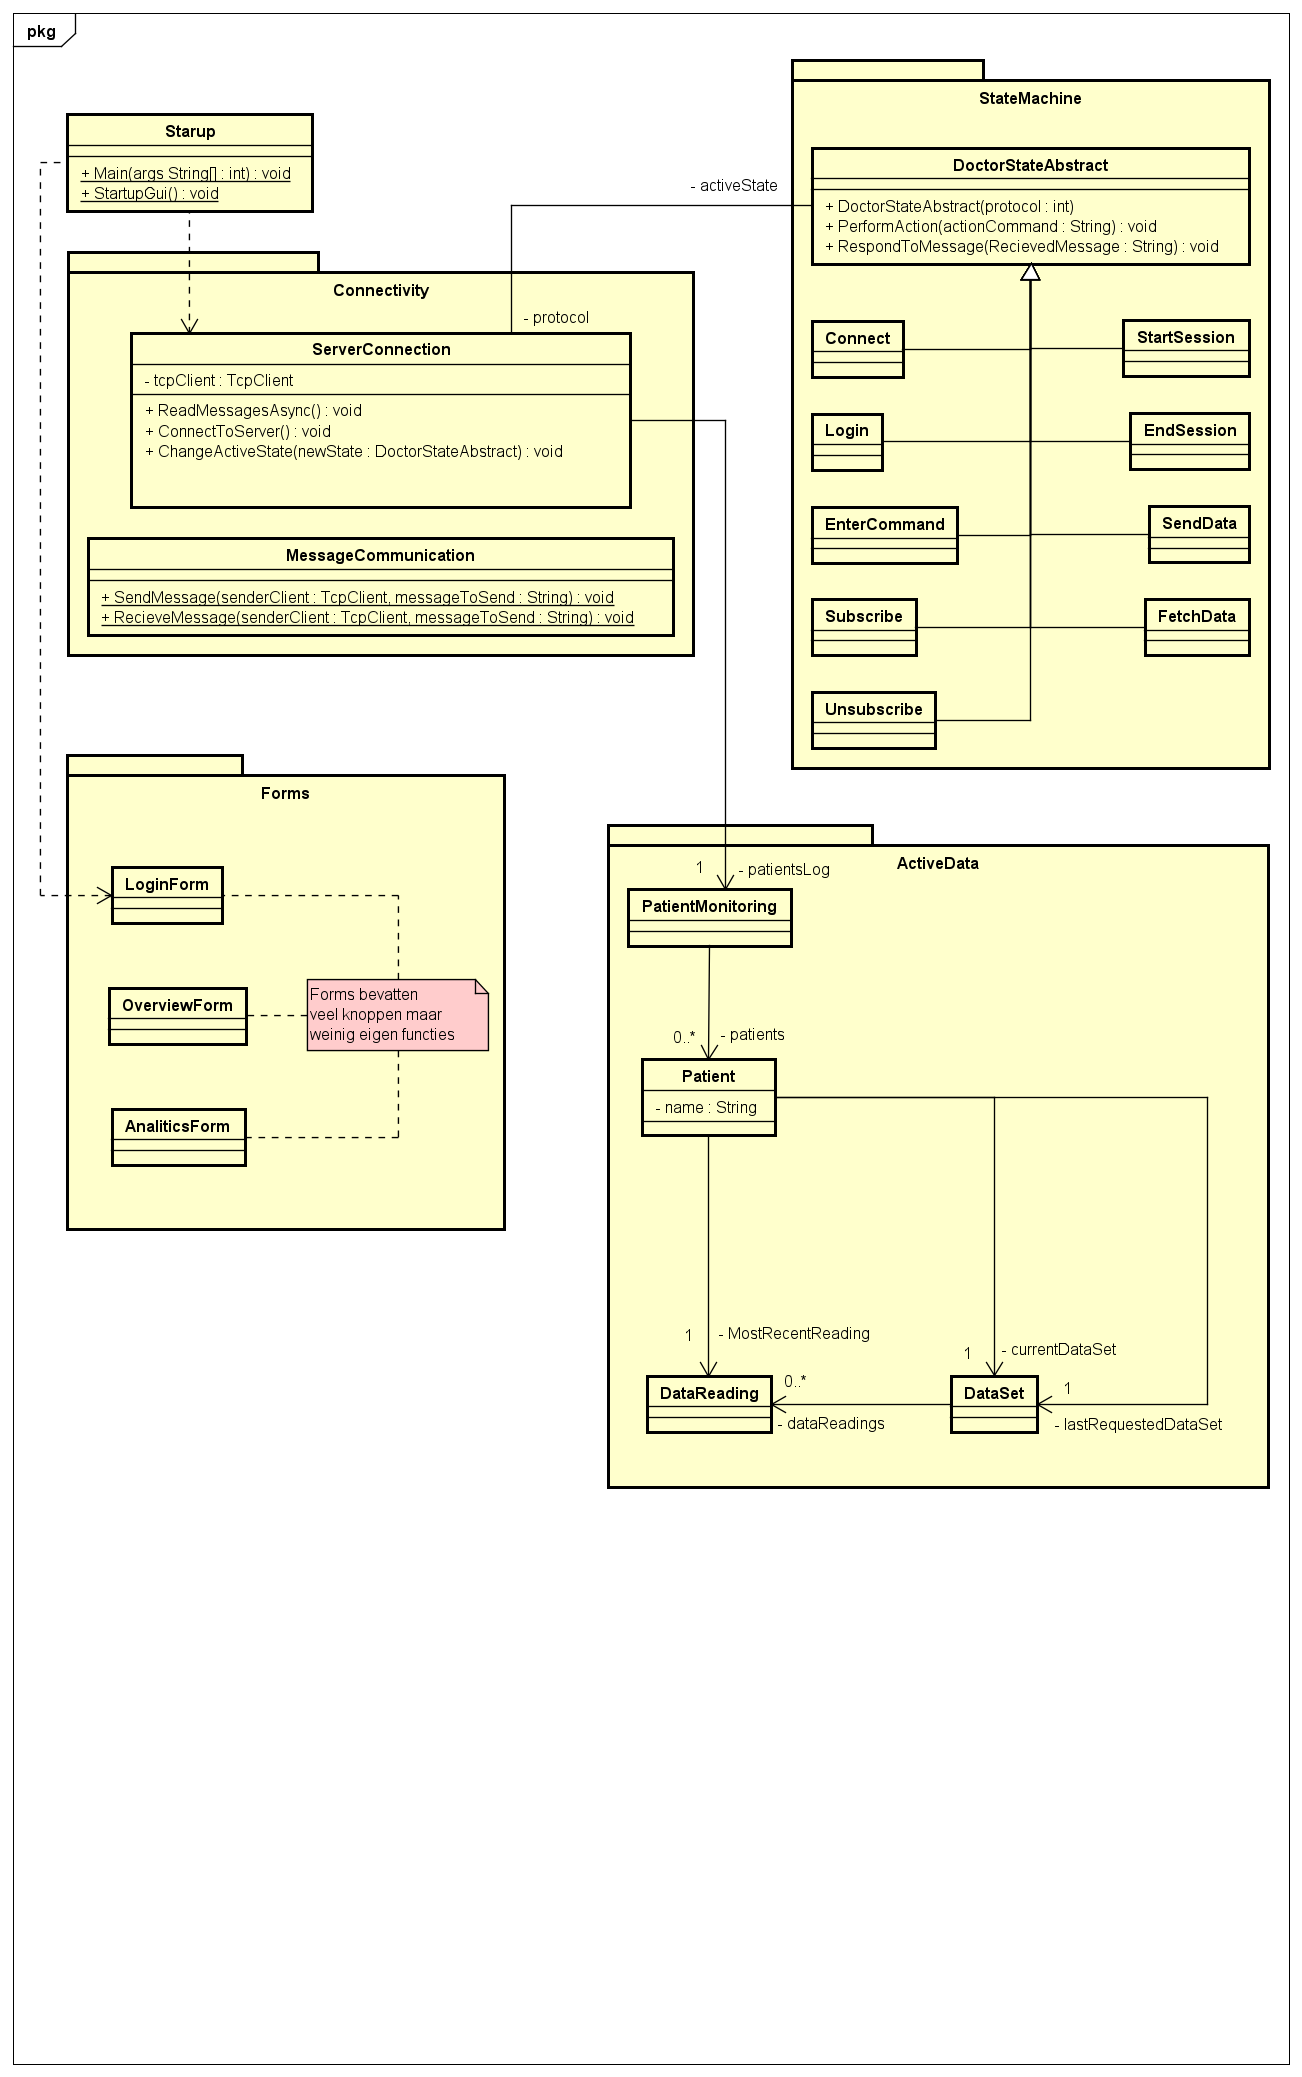 pkg
Starup
+ Main(args String[] : int) : void
+ StartupGui() : void
StateMachine
DoctorStateAbstract
+ DoctorStateAbstract(protocol : int)
+ PerformAction(actionCommand : String) : void
+ RespondToMessage(RecievedMessage : String) : void
- activeState
- protocol
Connectivity
ServerConnection
- tcpClient : TcpClient
+ ReadMessagesAsync() : void
+ ConnectToServer() : void
+ ChangeActiveState(newState : DoctorStateAbstract) : void
MessageCommunication
+ SendMessage(senderClient : TcpClient, messageToSend : String) : void
+ RecieveMessage(senderClient : TcpClient, messageToSend : String) : void
Connect
StartSession
Login
EndSession
EnterCommand
SendData
Subscribe
FetchData
Unsubscribe
Forms
LoginForm
OverviewForm
AnaliticsForm
Forms bevatten
veel knoppen maar
weinig eigen functies
ActiveData
1
- patientsLog
PatientMonitoring
0..*
- patients
Patient
- name : String
1
- MostRecentReading
1
- currentDataSet
DataReading
0..*
- dataReadings
DataSet
1
- lastRequestedDataSet